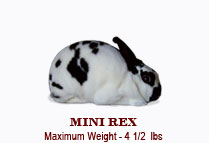 MINI REX
Maximum Weight - 4 1/2 lbs